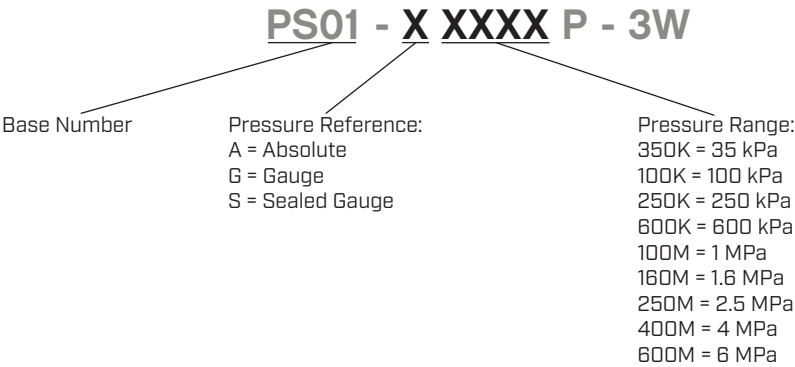 PS01 - X XXXX P - 3W
Base Number
Pressure Reference:
A = Absolute
G = Gauge
S = Sealed Gauge
Pressure Range:
350K = 35 kPa
100K = 100 kPa
250K = 250 kPa
600K = 600 kPa
100M = 1 MPa
160M = 1.6 MPa
250M = 2.5 MPa
400M = 4 MPa
600M = 6 MPa